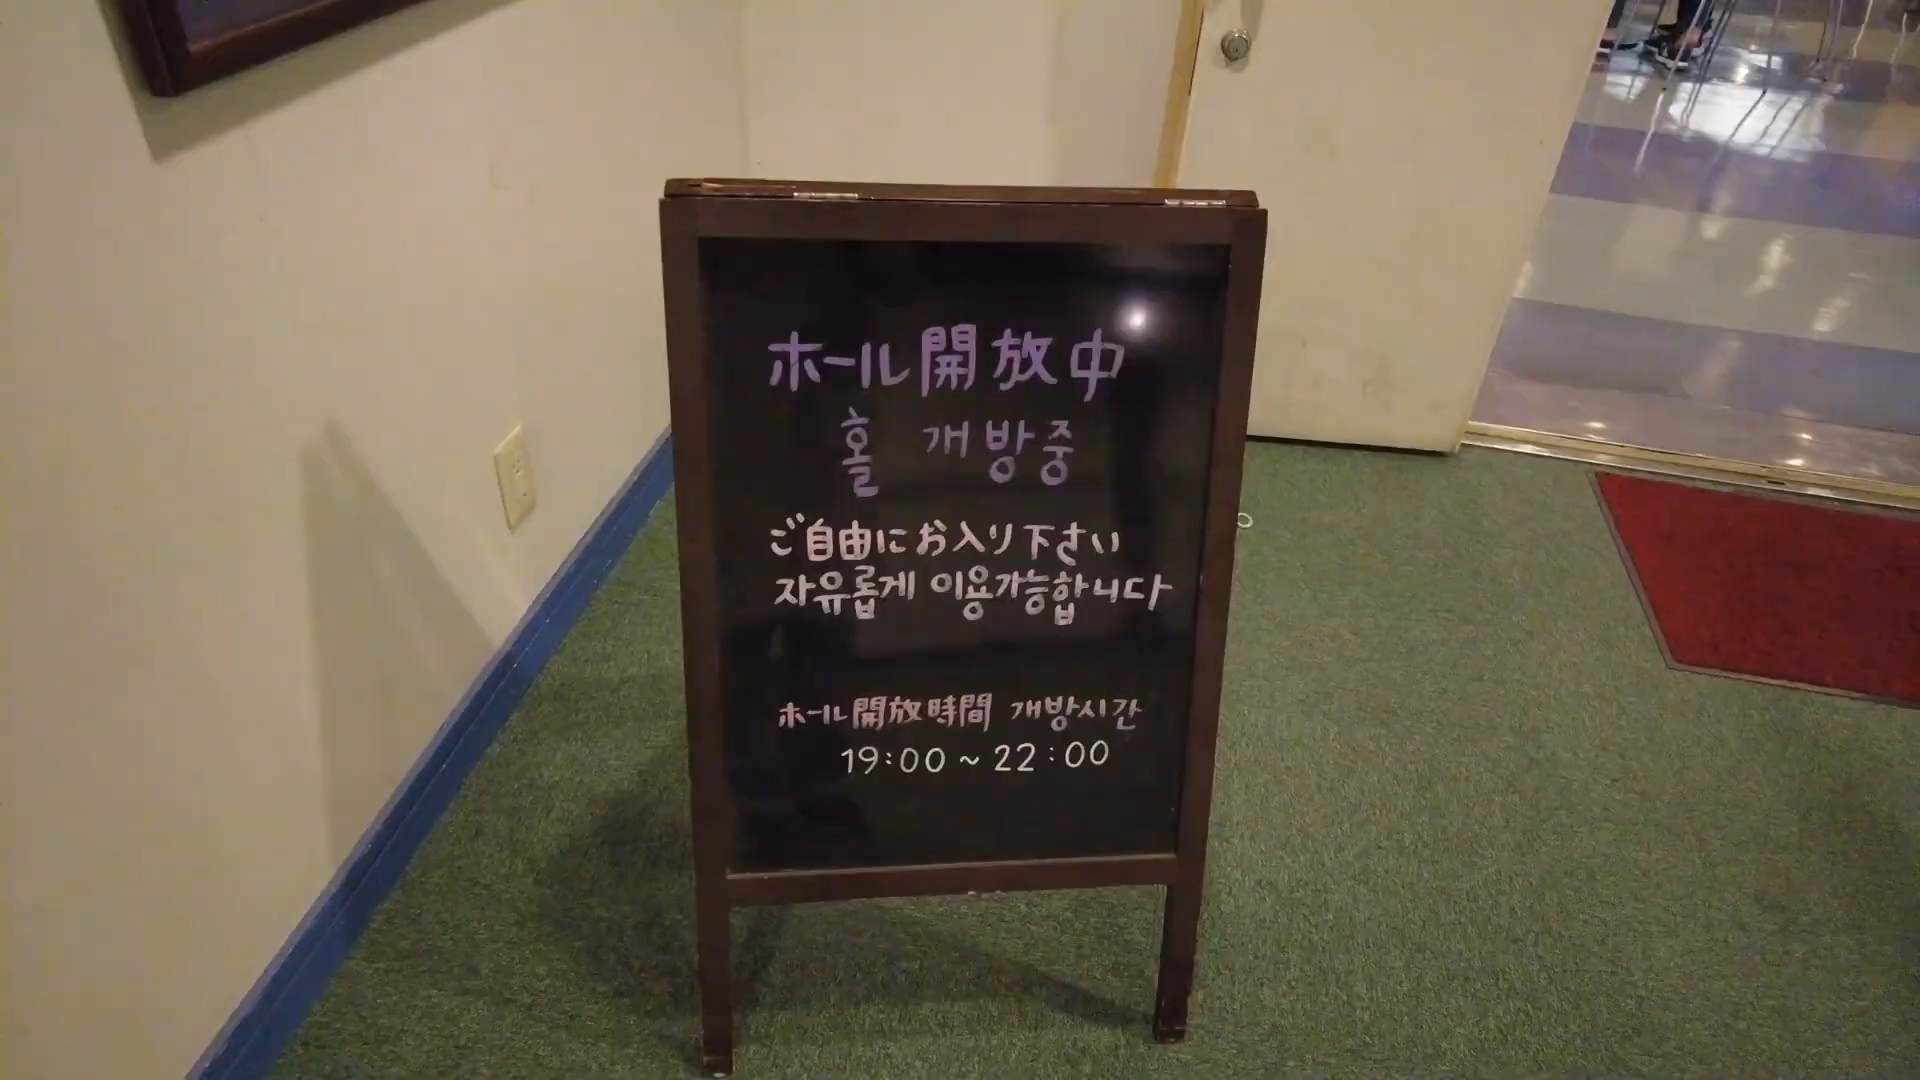 ホール開放中
홀 개방중
ご自由にお入り下さい
자유롭게 이용가능합니다
ホール開放時間 개방시간
19:00~22:00